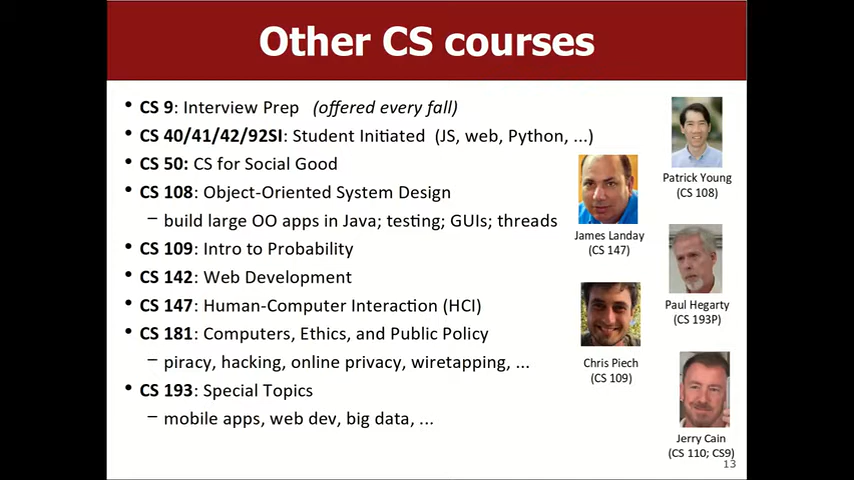 Other CS courses
• CS 9: Interview Prep (offered every fall)
• CS 40/41/42/92SI: Student Initiated (JS, web, Python, ...)
• CS 50: CS for Social Good
• CS 108: Object-Oriented System Design
– build large OO apps in Java; testing; GUIs; threads
• CS 109: Intro to Probability
• CS 142: Web Development
• CS 147: Human-Computer Interaction (HCI)
• CS 181: Computers, Ethics, and Public Policy
– piracy, hacking, online privacy, wiretapping, ...
• CS 193: Special Topics
– mobile apps, web dev, big data, ...
Patrick Young
(CS 108)
James Landay
(CS 147)
Paul Hegarty
(CS 193P)
Chris Piech
(CS 109)
Jerry Cain
(CS 110; CS9)
13